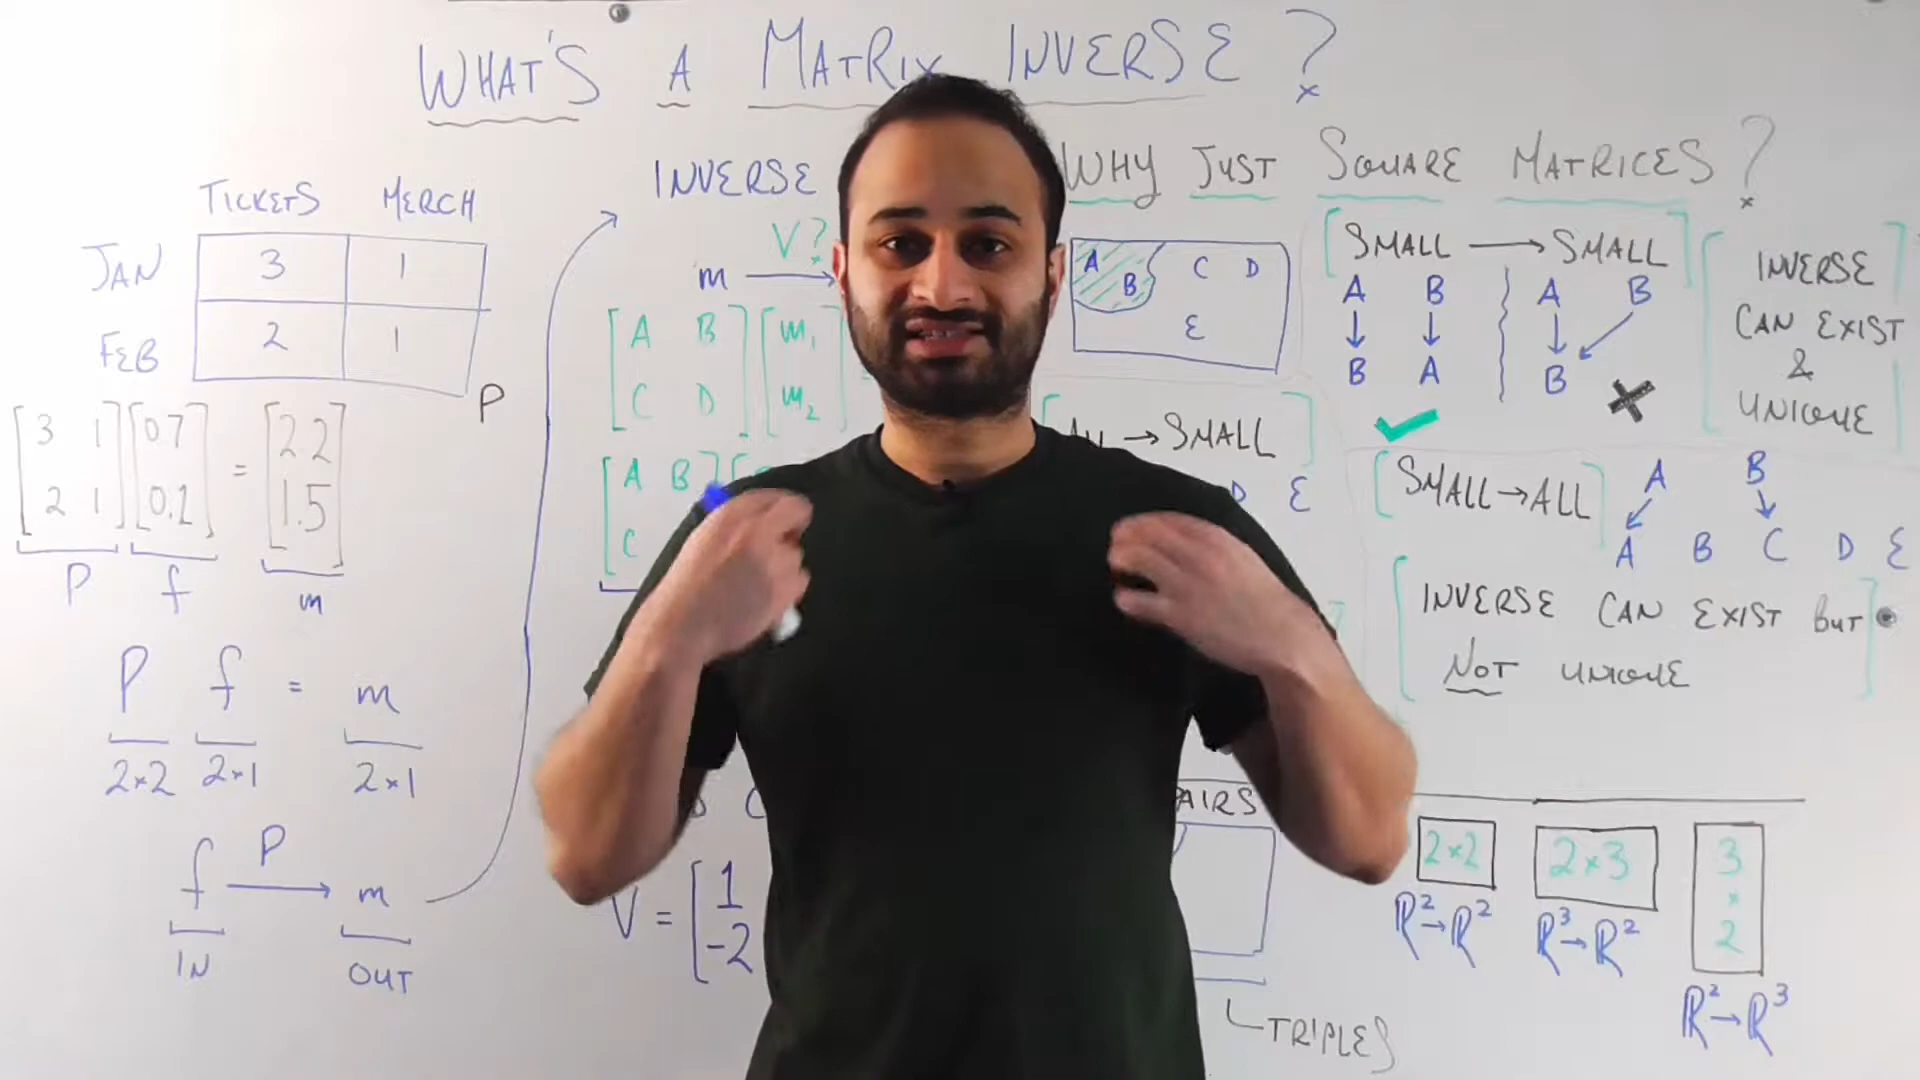 WHAT'S A MATRIX INVERSE?
TICKETS MERCH
JAN 3 1
FEB 2 1
P
[3 1 [0.7 = [2.2
2 1] 0.1] 1.5]
P f m
P f = m
2×2 2×1 2×1
f P→ m
IN OUT
INVERSE
V?
m →
[A B [m1
C D] m2]
[A B]
C
V = [1
-2
WHY JUST SQUARE MATRICES?
A B C D
E
[SMALL → SMALL]
A B A B
B A B
[INVERSE
CAN EXIST
&
UNIQUE]
→ SMALL]
D E
[SMALL → ALL]
A B
A B C D E
[INVERSE CAN EXIST BUT
NOT UNIQUE]
AIRS
TRIPLES
2×2 2×3 3×2
ℝ²→ℝ² ℝ³→ℝ² ℝ²→ℝ³